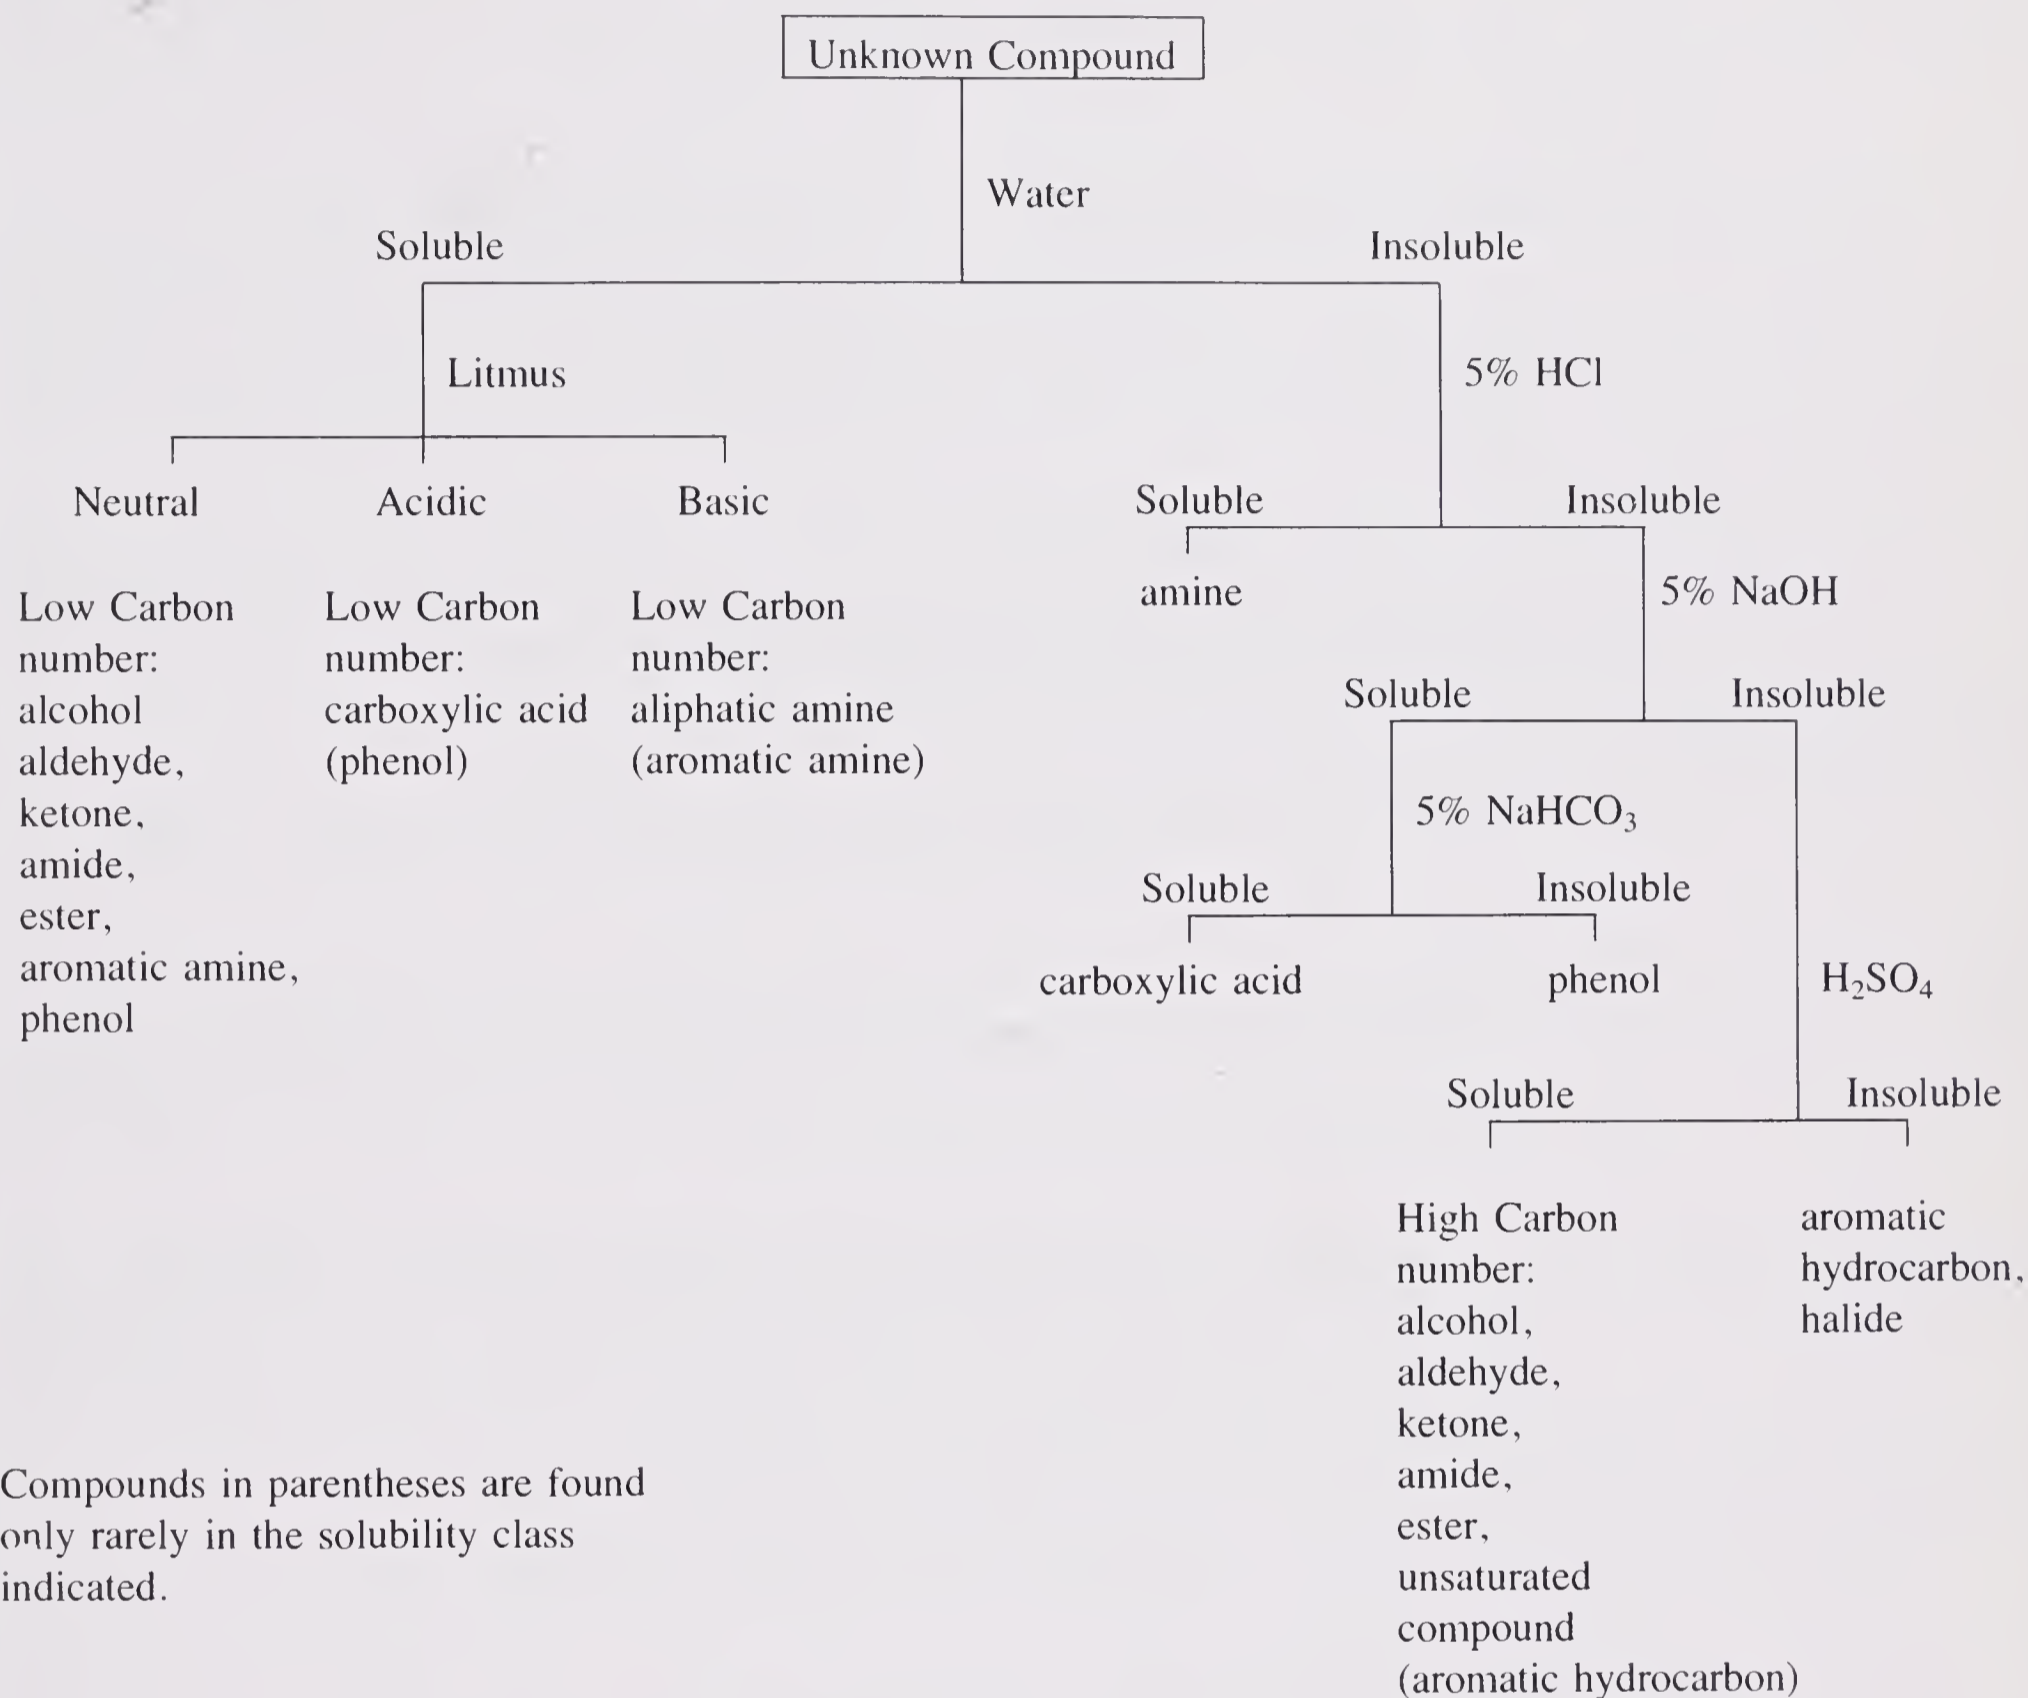 Unknown Compound
Water
Soluble
Insoluble
Litmus
5% HCl
Neutral
Acidic
Basic
Soluble
Insoluble
Low Carbon
number:
alcohol
aldehyde,
ketone,
amide,
ester,
aromatic amine,
phenol
Low Carbon
number:
carboxylic acid
(phenol)
Low Carbon
number:
aliphatic amine
(aromatic amine)
amine
5% NaOH
Soluble
Insoluble
5% NaHCO₃
Soluble
Insoluble
carboxylic acid
phenol
H₂SO₄
Soluble
Insoluble
High Carbon
number:
alcohol,
aldehyde,
ketone,
amide,
ester,
unsaturated
compound
(aromatic hydrocarbon)
aromatic
hydrocarbon,
halide
Compounds in parentheses are found
only rarely in the solubility class
indicated.